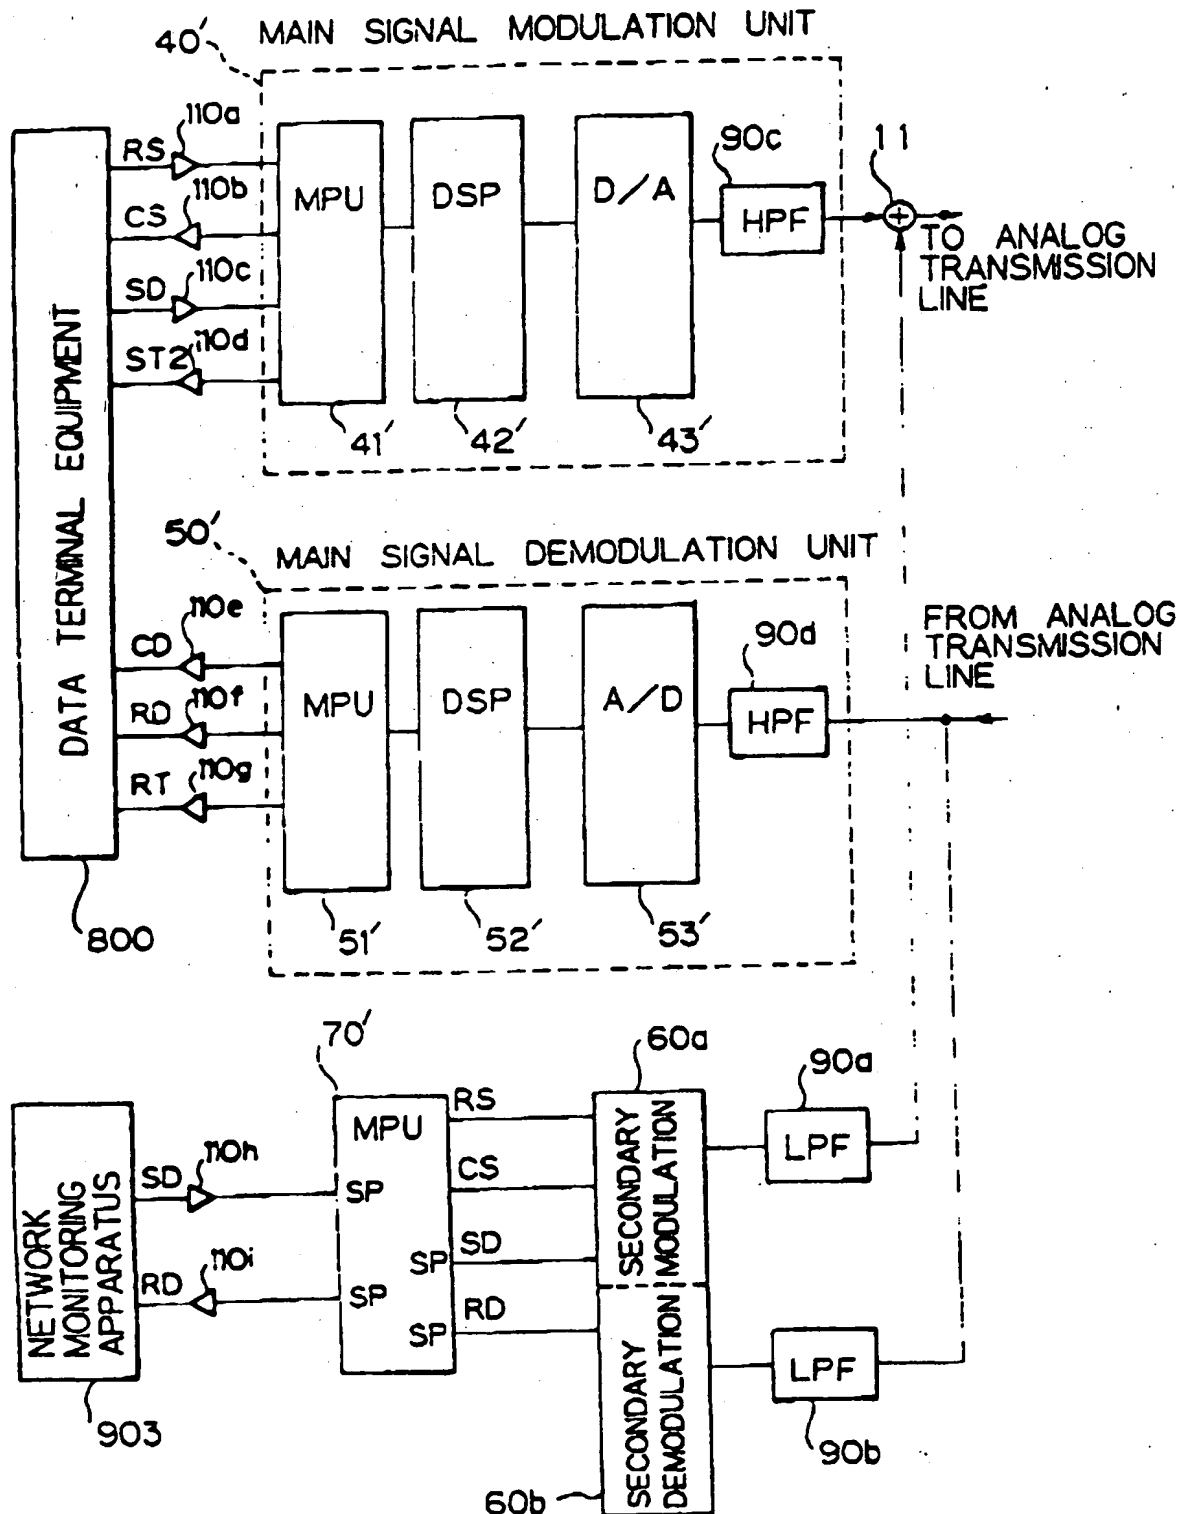 40′
MAIN SIGNAL MODULATION UNIT
110a
RS
110b
CS
110c
SD
110d
ST2
MPU
DSP
D/A
90c
HPF
11
TO ANALOG
TRANSMISSION
LINE
41′
42′
43′
DATA TERMINAL EQUIPMENT
50′
MAIN SIGNAL DEMODULATION UNIT
110e
CD
110f
RD
110g
RT
MPU
DSP
A/D
90d
HPF
FROM ANALOG
TRANSMISSION
LINE
800
51′
52′
53′
70′
60a
90a
MPU
RS
CS
SD
RD
SP
SP
SP
SP
SECONDARY
MODULATION
LPF
NETWORK
MONITORING
APPARATUS
SD
110h
RD
110i
SECONDARY
DEMODULATION
LPF
903
60b
90b